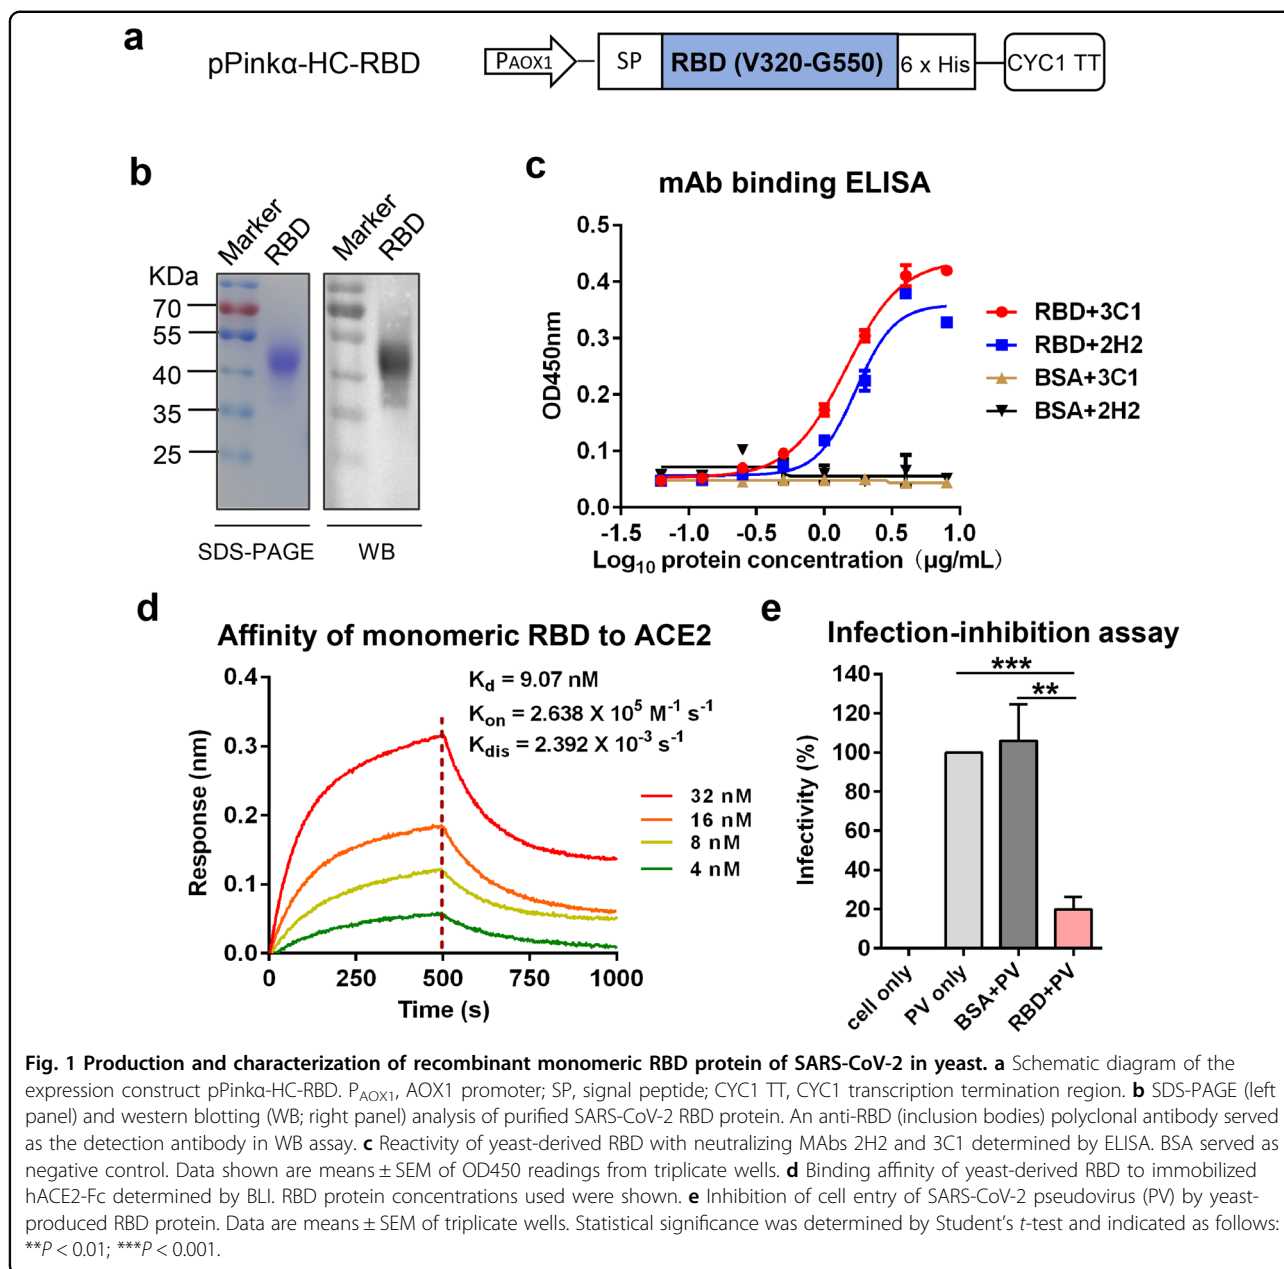 a
pPinkα-HC-RBD
PAOX1
SP
RBD (V320-G550)
6 x His
CYC1 TT
b
Marker
RBD
Marker
RBD
KDa
70
55
40
35
25
SDS-PAGE
WB
c
mAb binding ELISA
OD450nm
0.5
0.4
0.3
0.2
0.1
0.0
-1.5 -1.0 -0.5 0.0 0.5 1.0
Log10 protein concentration (μg/mL)
RBD+3C1
RBD+2H2
BSA+3C1
BSA+2H2
d
Affinity of monomeric RBD to ACE2
Response (nm)
0.4
0.3
0.2
0.1
0.0
0 250 500 750 1000
Time (s)
Kd = 9.07 nM
Kon = 2.638 X 10⁵ M⁻¹ s⁻¹
Kdis = 2.392 X 10⁻³ s⁻¹
32 nM
16 nM
8 nM
4 nM
e
Infection-inhibition assay
Infectivity (%)
140
120
100
80
60
40
20
0
***
**
cell only
PV only
BSA+PV
RBD+PV
Fig. 1 Production and characterization of recombinant monomeric RBD protein of SARS-CoV-2 in yeast. a Schematic diagram of the
expression construct pPinkα-HC-RBD. PAOX1, AOX1 promoter; SP, signal peptide; CYC1 TT, CYC1 transcription termination region. b SDS-PAGE (left
panel) and western blotting (WB; right panel) analysis of purified SARS-CoV-2 RBD protein. An anti-RBD (inclusion bodies) polyclonal antibody served
as the detection antibody in WB assay. c Reactivity of yeast-derived RBD with neutralizing MAbs 2H2 and 3C1 determined by ELISA. BSA served as
negative control. Data shown are means ± SEM of OD450 readings from triplicate wells. d Binding affinity of yeast-derived RBD to immobilized
hACE2-Fc determined by BLI. RBD protein concentrations used were shown. e Inhibition of cell entry of SARS-CoV-2 pseudovirus (PV) by yeast-
produced RBD protein. Data are means ± SEM of triplicate wells. Statistical significance was determined by Student's t-test and indicated as follows:
**P < 0.01; ***P < 0.001.